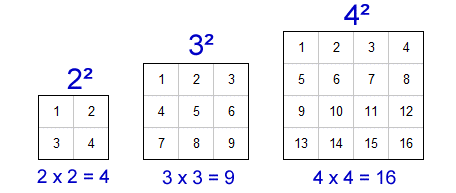 2²
1 2
3 4
2 x 2 = 4
3²
1 2 3
4 5 6
7 8 9
3 x 3 = 9
4²
1 2 3 4
5 6 7 8
9 10 11 12
13 14 15 16
4 x 4 = 16